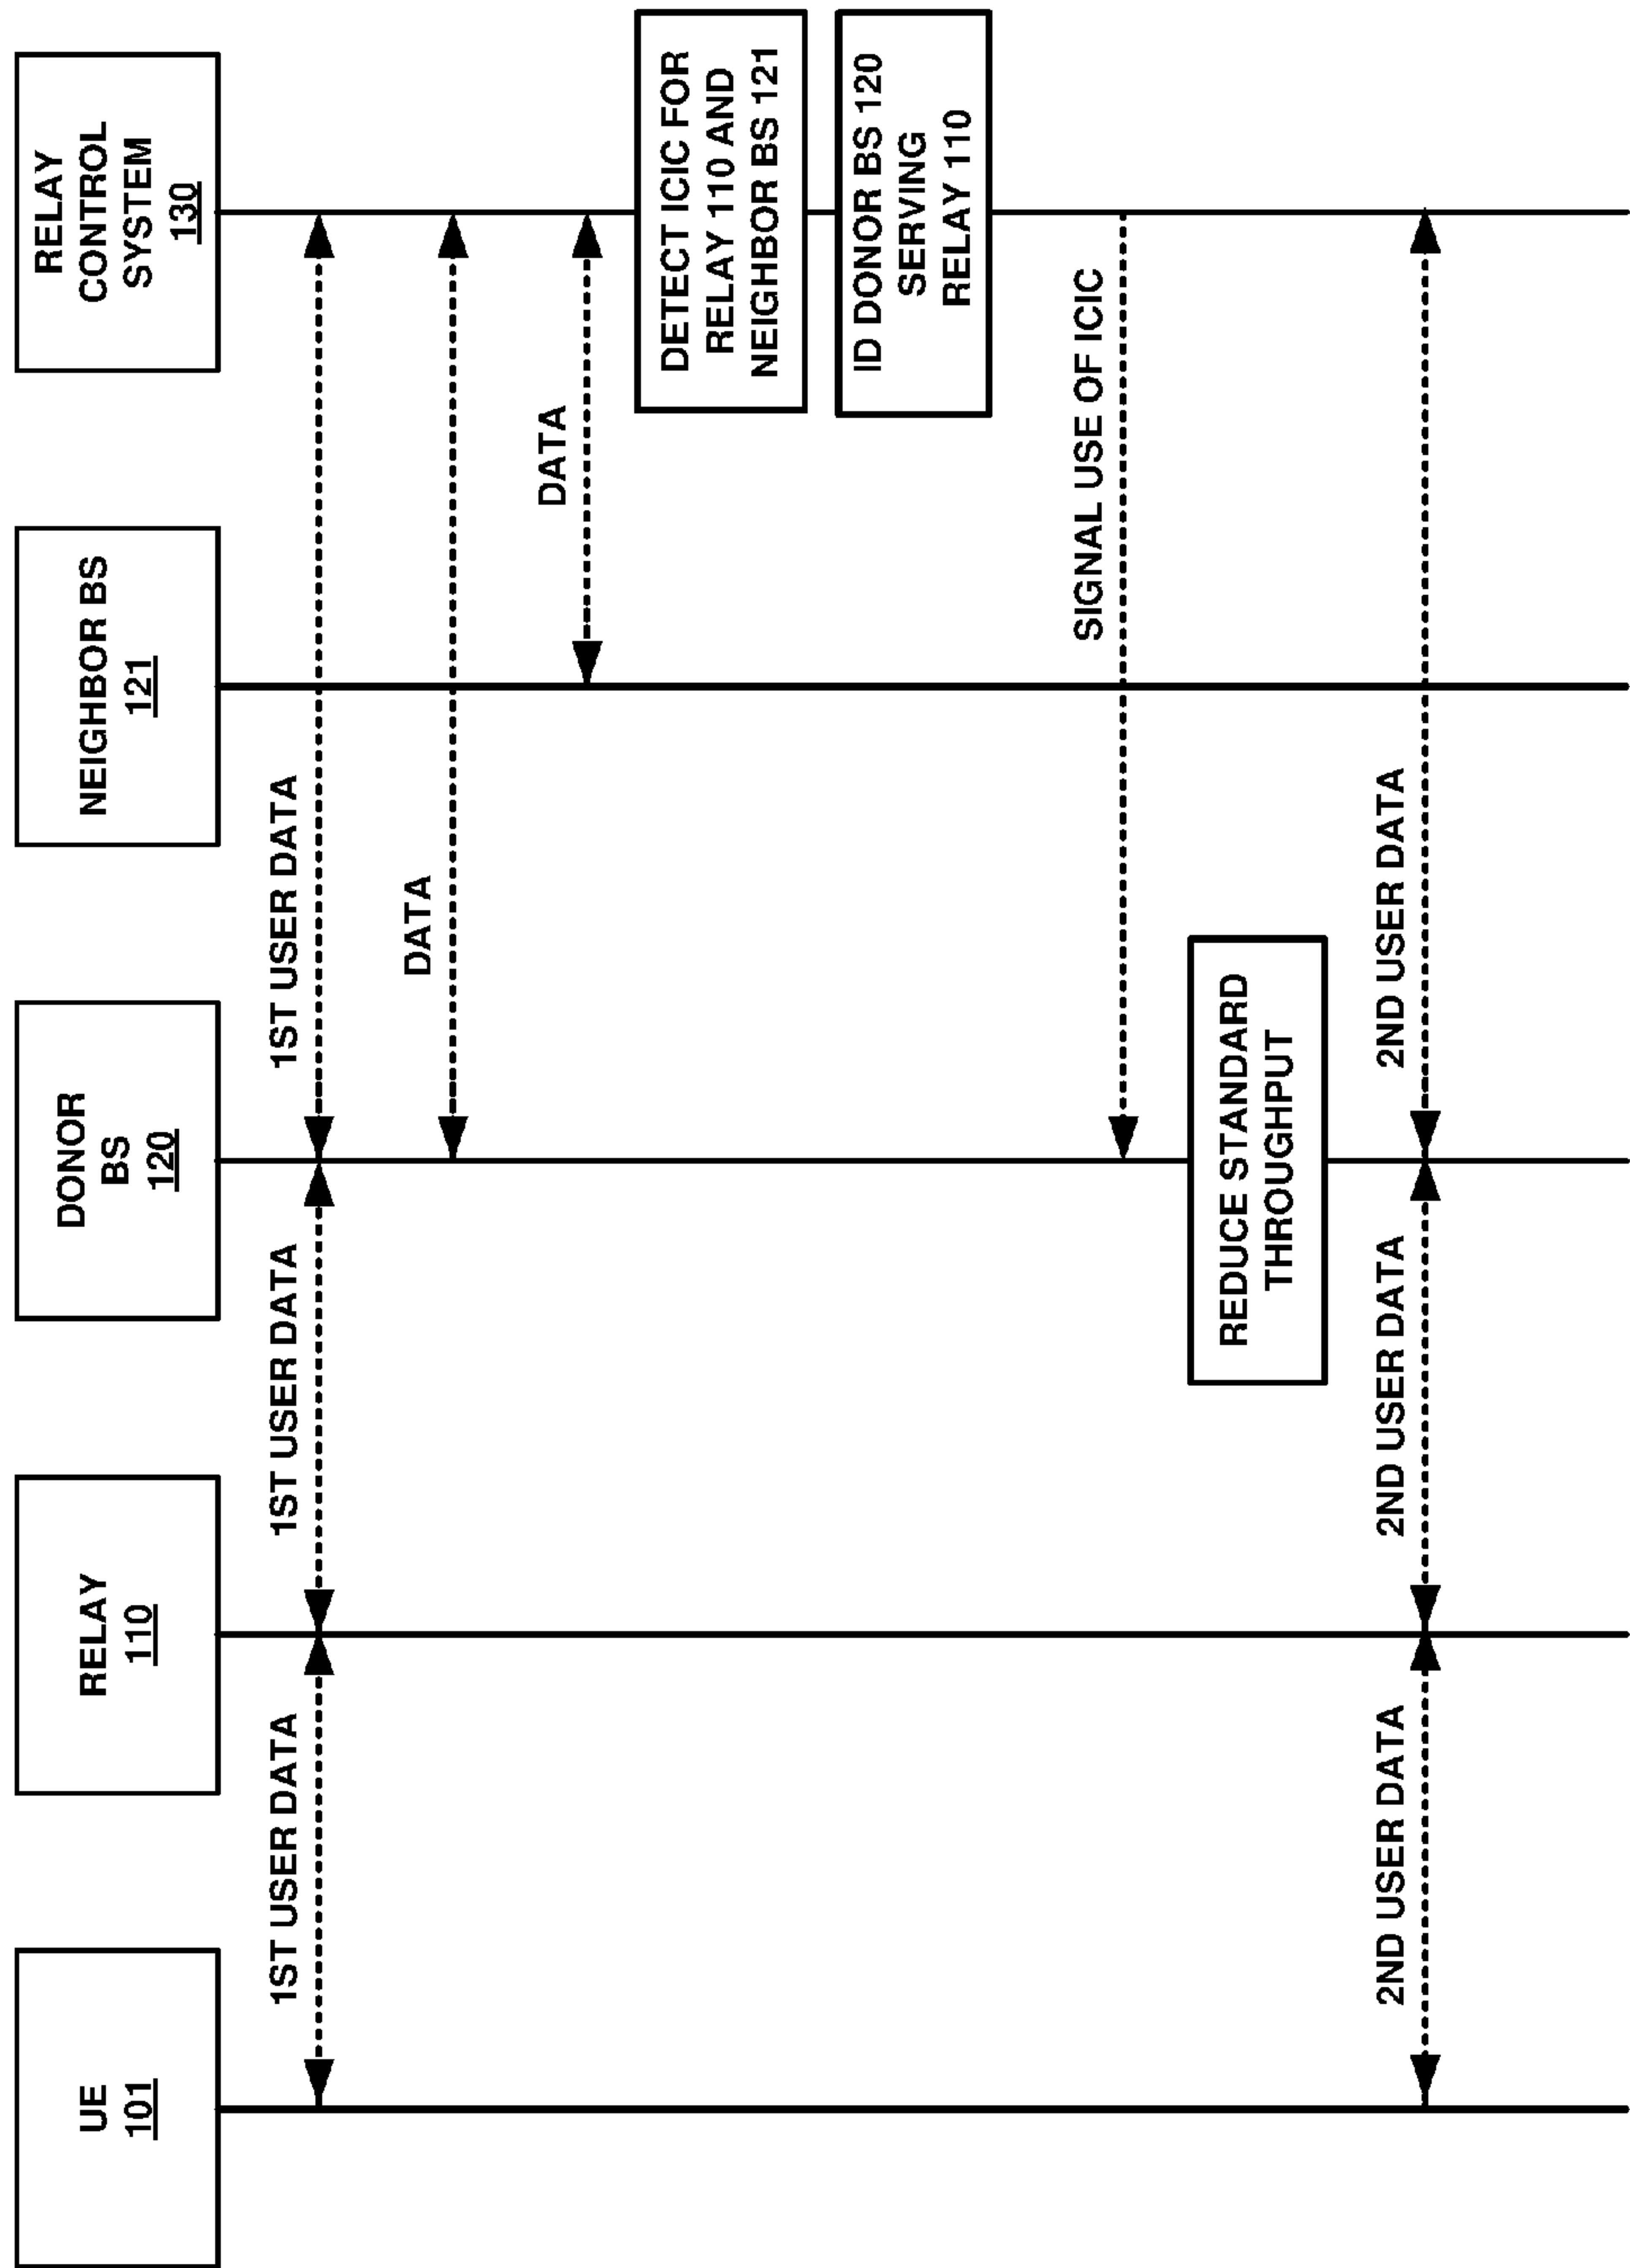 UE
101
RELAY
110
DONOR
BS
120
NEIGHBOR BS
121
RELAY
CONTROL
SYSTEM
130
1ST USER DATA
1ST USER DATA
1ST USER DATA
DATA
DATA
DETECT ICIC FOR
RELAY 110 AND
NEIGHBOR BS 121
ID DONOR BS 120
SERVING
RELAY 110
SIGNAL USE OF ICIC
REDUCE STANDARD
THROUGHPUT
2ND USER DATA
2ND USER DATA
2ND USER DATA